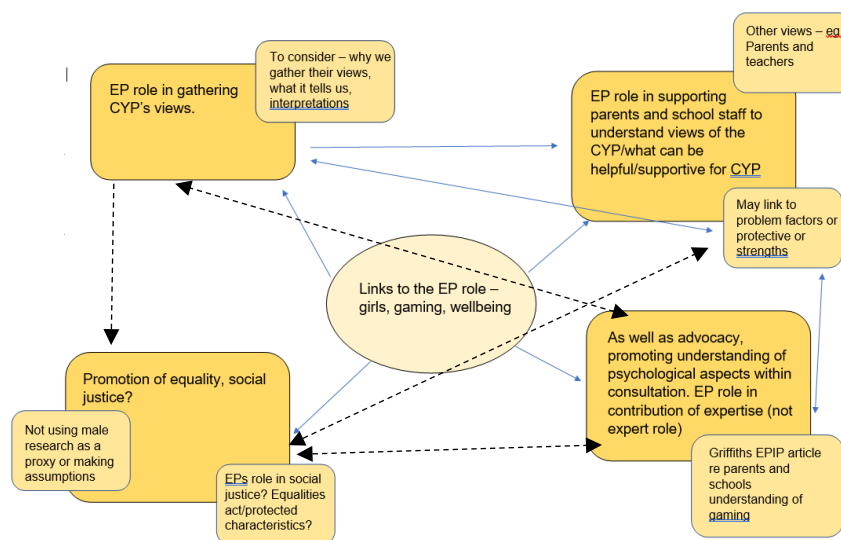 To consider – why we
gather their views,
what it tells us,
interpretations
EP role in gathering
CYP's views.
Other views – eg
Parents and
teachers
EP role in supporting
parents and school staff to
understand views of the
CYP/what can be
helpful/supportive for CYP
May link to
problem factors or
protective or
strengths
Links to the EP role –
girls, gaming, wellbeing
As well as advocacy,
promoting understanding of
psychological aspects within
consultation. EP role in
contribution of expertise (not
expert role)
Griffiths EPIP article
re parents and
schools
understanding of
gaming
Promotion of equality, social
justice?
Not using male
research as a
proxy or making
assumptions
EPs role in social
justice? Equalities
act/protected
characteristics?